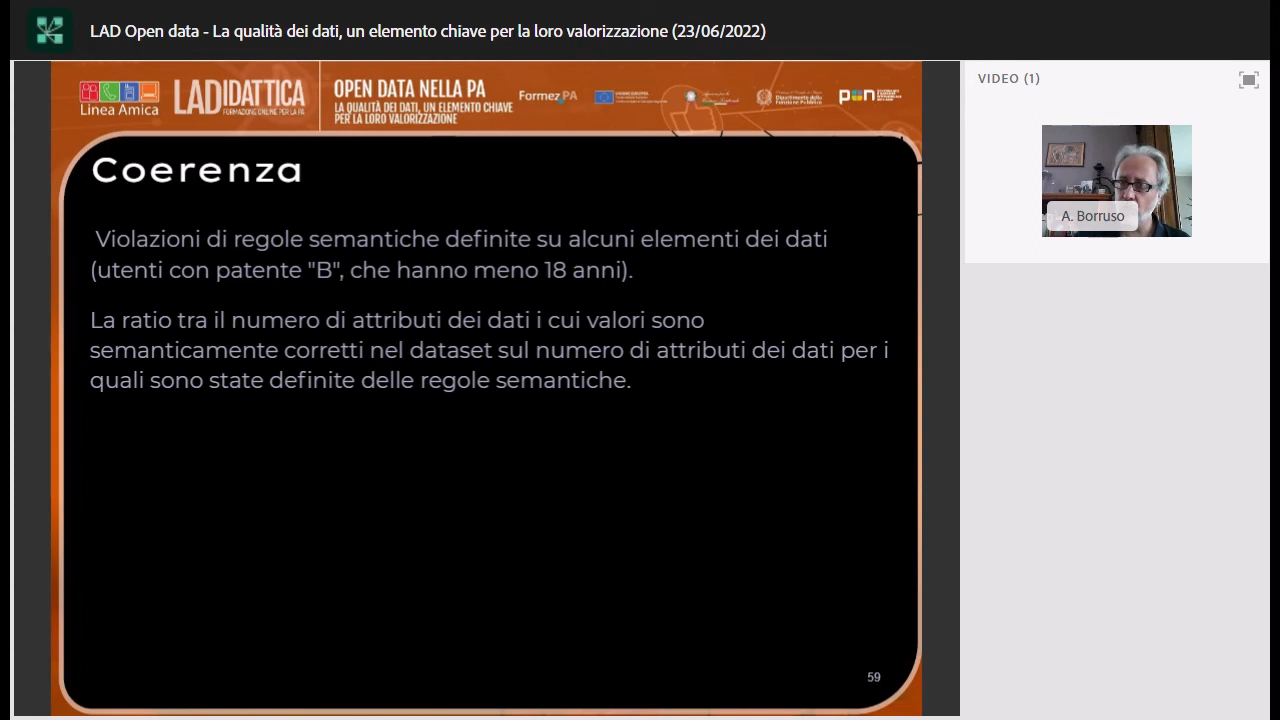 LAD Open data - La qualità dei dati, un elemento chiave per la loro valorizzazione (23/06/2022)
Linea Amica
LADIDATTICA
FORMAZIONE ONLINE PER LA PA
OPEN DATA NELLA PA
LA QUALITÀ DEI DATI, UN ELEMENTO CHIAVE
PER LA LORO VALORIZZAZIONE
Formez PA
pon
VIDEO (1)
A. Borruso
Coerenza
Violazioni di regole semantiche definite su alcuni elementi dei dati
(utenti con patente "B", che hanno meno 18 anni).
La ratio tra il numero di attributi dei dati i cui valori sono
semanticamente corretti nel dataset sul numero di attributi dei dati per i
quali sono state definite delle regole semantiche.
59